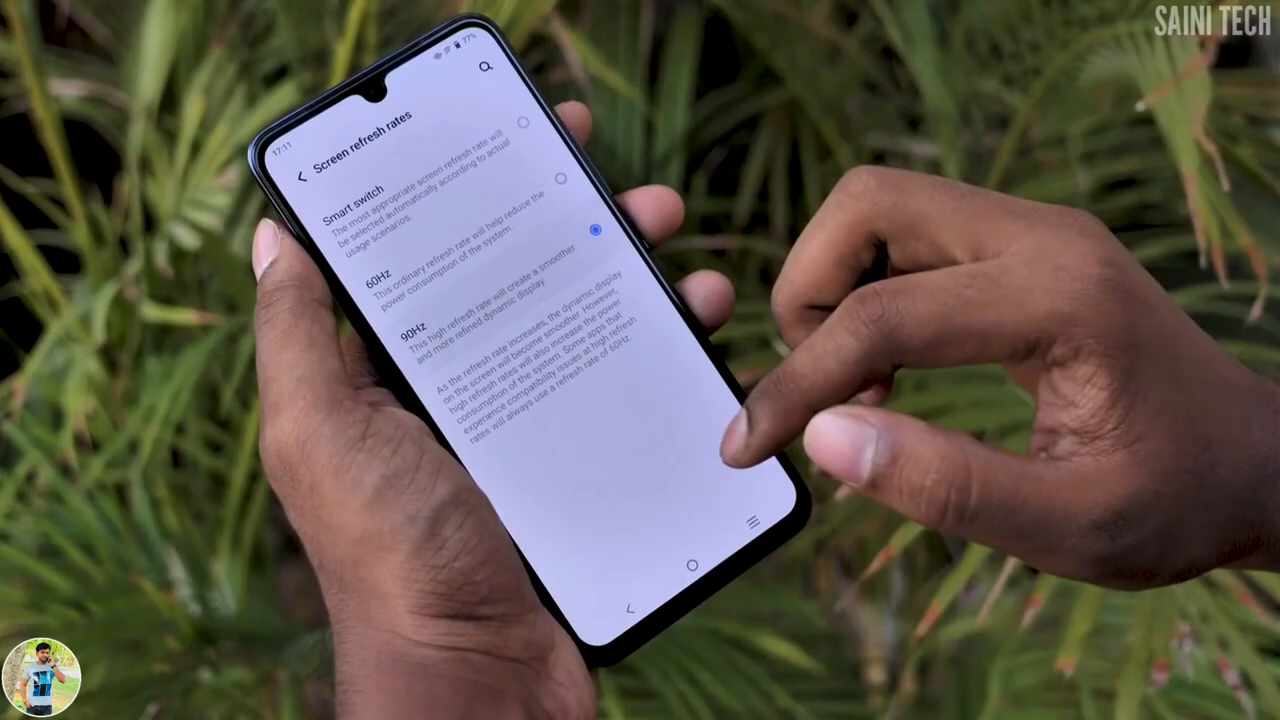 SAINI TECH
17:11
77%
Screen refresh rates
Smart switch
The most appropriate screen refresh rate will
be selected automatically according to actual
usage scenarios.
60Hz
This ordinary refresh rate will help reduce the
power consumption of the system.
90Hz
This high refresh rate will create a smoother
and more refined dynamic display
As the refresh rate increases, the dynamic display
on the screen will become smoother. However,
high refresh rates will also increase the power
consumption of the system. Some apps that
experience compatibility issues at high refresh
rates will always use a refresh rate of 60Hz.